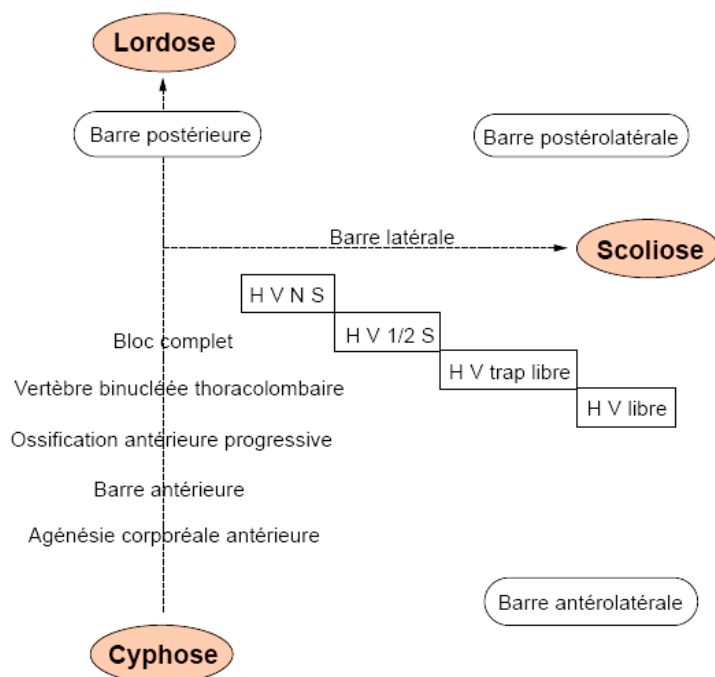 Lordose
Barre postérieure
Barre postérolatérale
Barre latérale
Scoliose
H V N S
Bloc complet
H V 1/2 S
Vertèbre binucléée thoracolombaire
H V trap libre
H V libre
Ossification antérieure progressive
Barre antérieure
Agénésie corporéale antérieure
Barre antérolatérale
Cyphose